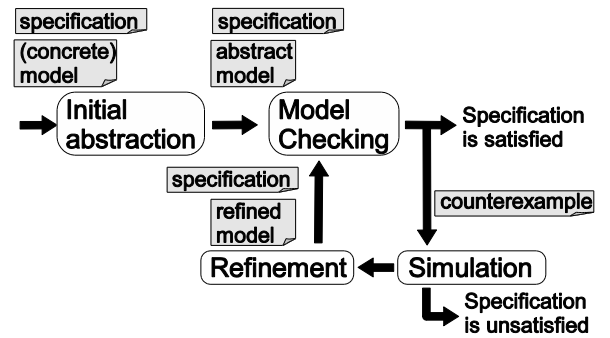 specification
(concrete)
model
Initial
abstraction
specification
abstract
model
Model
Checking
Specification
is satisfied
counterexample
specification
refined
model
Refinement
Simulation
Specification
is unsatisfied